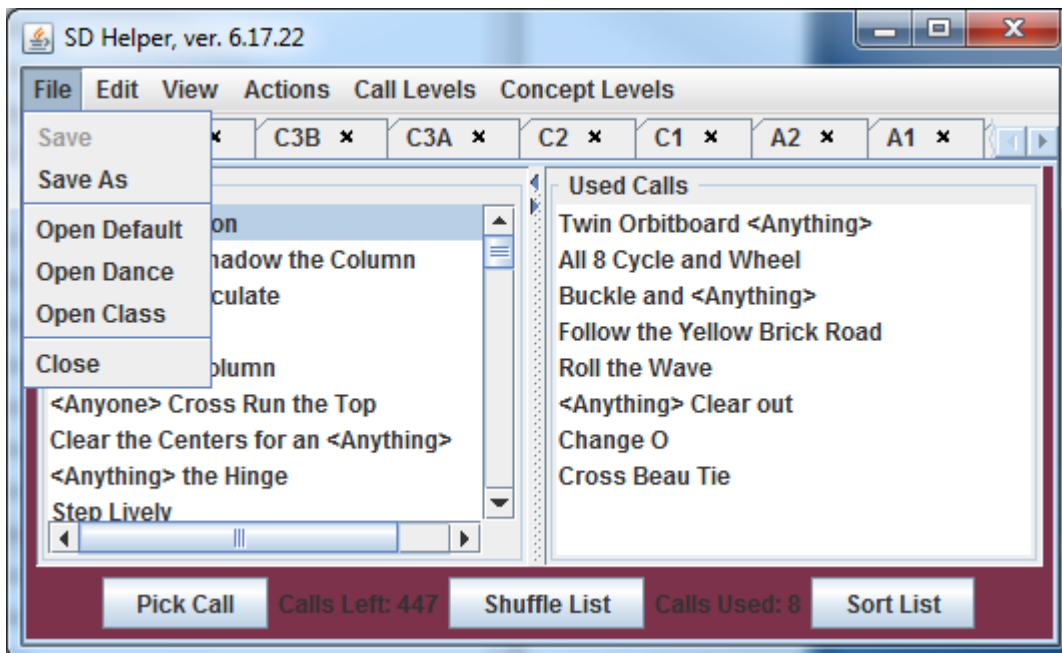 SD Helper, ver. 6.17.22
File Edit View Actions Call Levels Concept Levels
C3B C3A C2 C1 A2 A1
Save
Save As
Open Default
Open Dance
Open Class
Close
on
hadow the Column
culate
olumn
<Anyone> Cross Run the Top
Clear the Centers for an <Anything>
<Anything> the Hinge
Step Lively
Used Calls
Twin Orbitboard <Anything>
All 8 Cycle and Wheel
Buckle and <Anything>
Follow the Yellow Brick Road
Roll the Wave
<Anything> Clear out
Change O
Cross Beau Tie
Pick Call Calls Left: 447 Shuffle List Calls Used: 8 Sort List